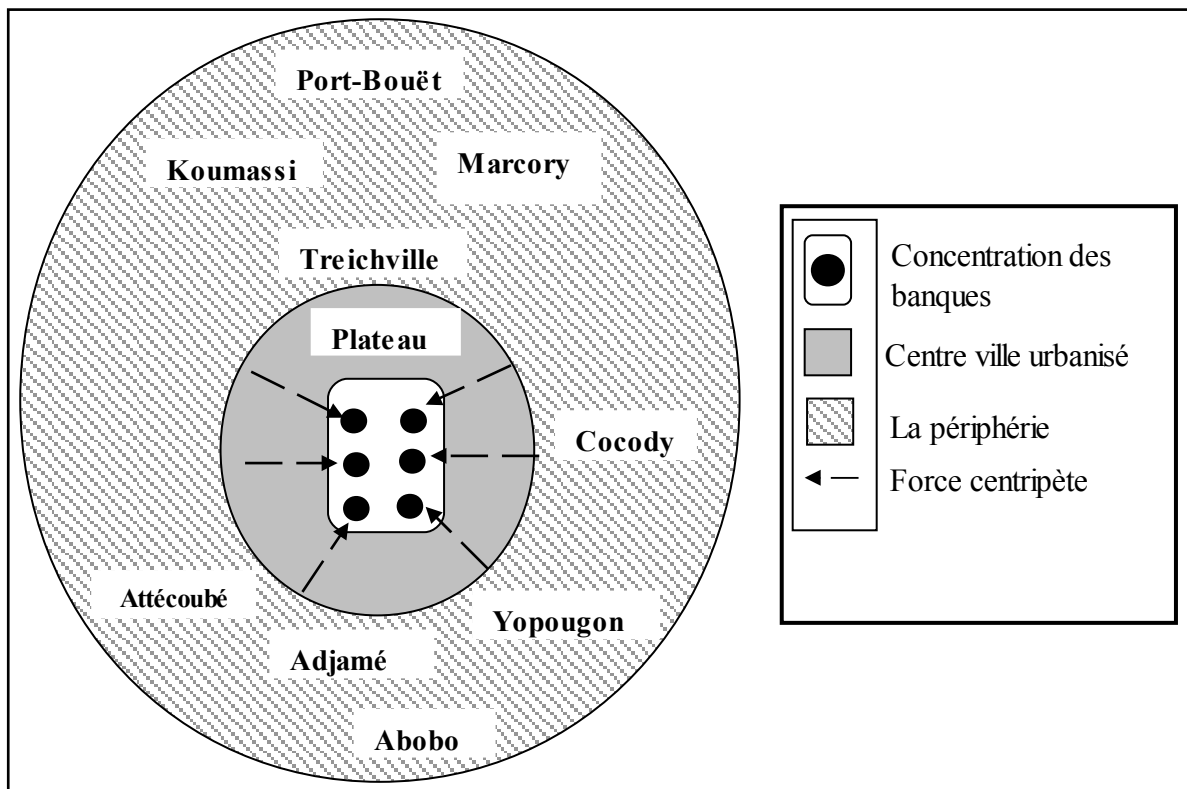 Port-Bouët
Koumassi
Marcory
Treichville
Plateau
Cocody
Attécoubé
Yopougon
Adjamé
Abobo
Concentration des
banques
Centre ville urbanisé
La périphérie
Force centripète